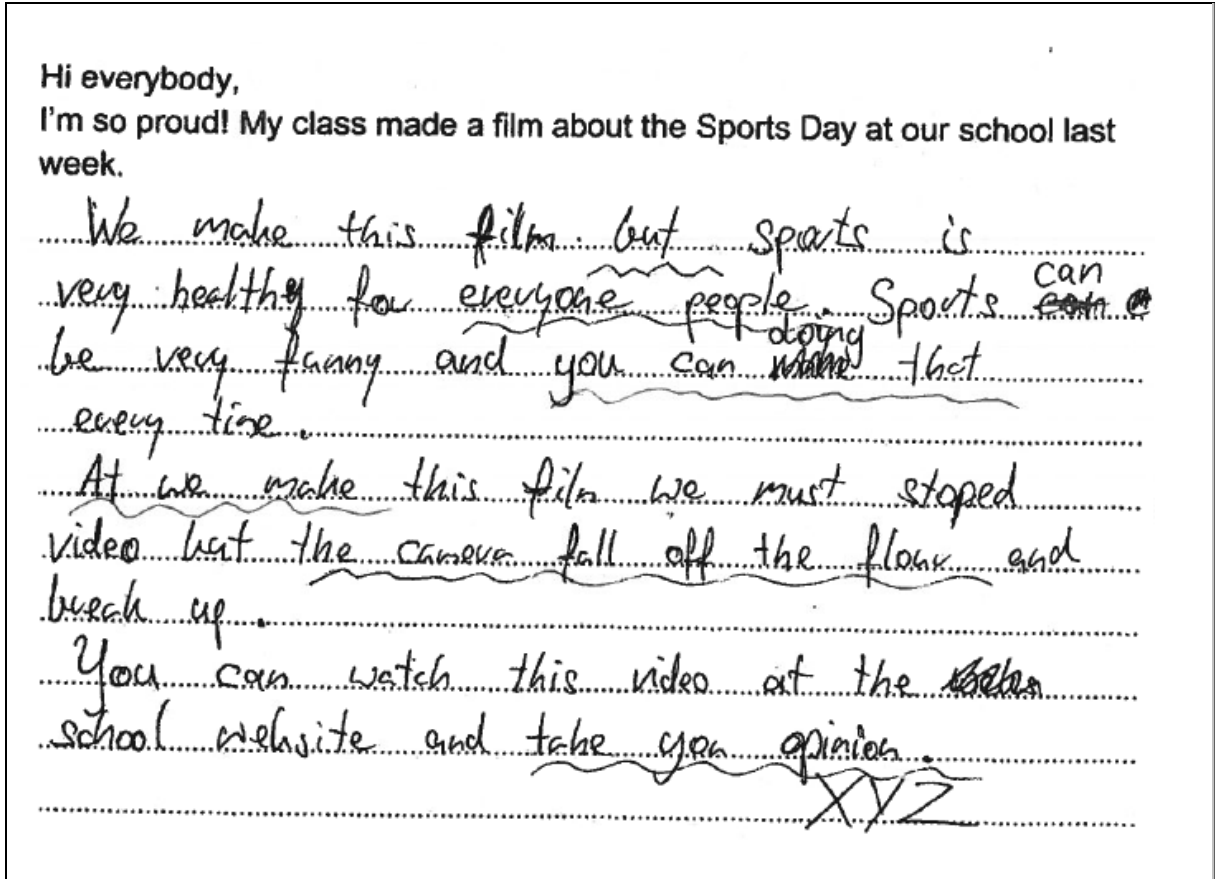 Hi everybody,
I'm so proud! My class made a film about the Sports Day at our school last
week.
We make this film but sports is
very healthy for everyone people. Sports can
be very fanny and you can doing that
every time.
At we make this film we must stoped
video but the camera fall off the flour and
break up.
You can watch this video at the
school website and take you opinion.
XYZ